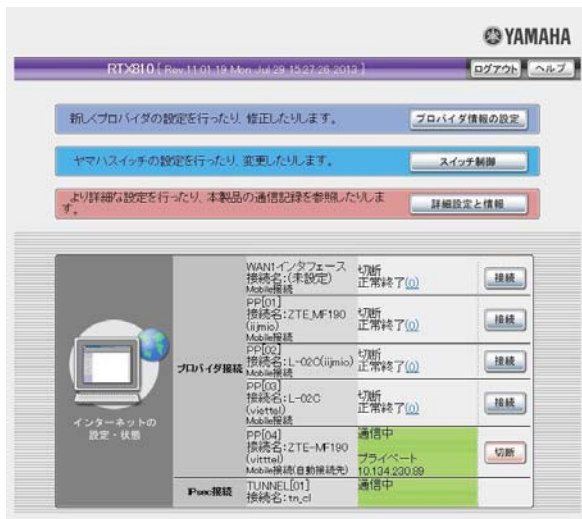 YAMAHA
RTX810 [ Rev.11.01.19 Mon Jul 29 15:27:26 2013 ]
ログアウト ヘルプ
新しくプロバイダの設定を行ったり、修正したりします。 プロバイダ情報の設定
ヤマハスイッチの設定を行ったり、変更したりします。 スイッチ制御
より詳細な設定を行ったり、本製品の通信記録を参照したりしま
す。
詳細設定と情報
インターネットの
設定・状態
プロバイダ接続
WAN1インタフェース
接続名:(未設定)
Mobile接続
切断
正常終了(0)
接続
PP[01]
接続名:ZTE_MF190
(iijmio)
Mobile接続
切断
正常終了(0)
接続
PP[02]
接続名:L-02C(iijmio)
Mobile接続
切断
正常終了(0)
接続
PP[03]
接続名:L-02C
(viettel)
Mobile接続
切断
正常終了(0)
接続
PP[04]
接続名:ZTE-MF190
(vitttel)
Mobile接続(自動接続先)
通信中
プライベート
10.134.230.89
切断
IPsec接続
TUNNEL[01]
接続名:tn_cl
通信中